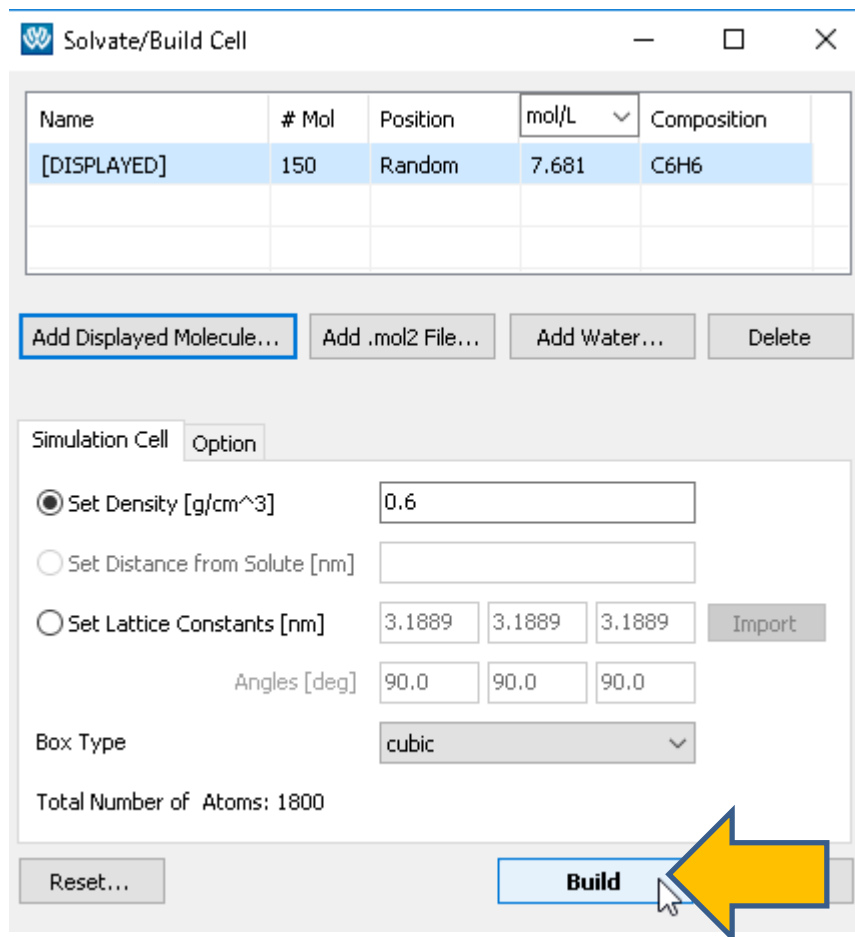 Solvate/Build Cell
Name # Mol Position mol/L Composition
[DISPLAYED] 150 Random 7.681 C6H6
Add Displayed Molecule... Add .mol2 File... Add Water... Delete
Simulation Cell Option
Set Density [g/cm^3] 0.6
Set Distance from Solute [nm]
Set Lattice Constants [nm] 3.1889 3.1889 3.1889 Import
Angles [deg] 90.0 90.0 90.0
Box Type cubic
Total Number of Atoms: 1800
Reset... Build